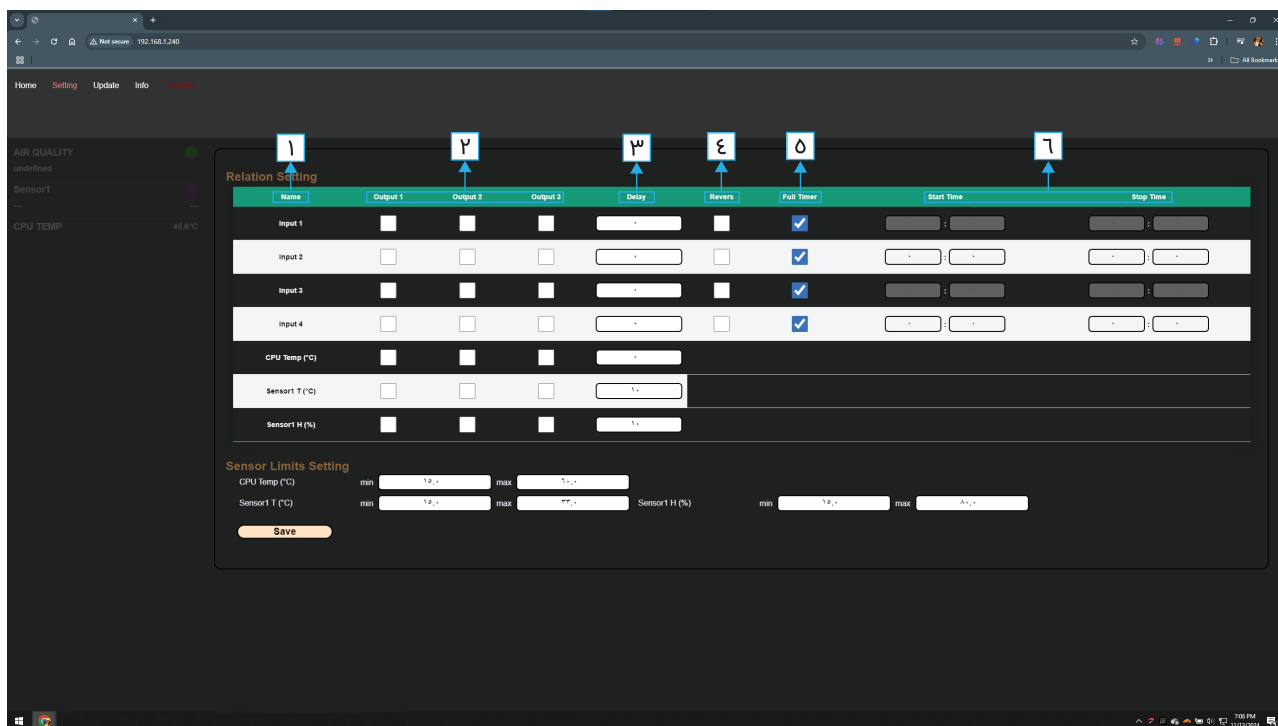 Not secure 192.168.1.240
All Bookmark
Home Setting Update Info
١ ٢ ٣ ٤ ٥ ٦
AIR QUALITY
undefined
Sensor1
CPU TEMP 45.6°C
Relation Setting
Name Output 1 Output 2 Output 3 Delay Revers Full Timer Start Time Stop Time
Input 1 ٠ :  :
Input 2 ٠ ٠ : ٠ ٠ : ٠
Input 3 ٠ :  :
Input 4 ٠ ٠ : ٠ ٠ : ٠
CPU Temp (°C) ٠
Sensor1 T (°C) ١٠
Sensor1 H (%) ١٠
Sensor Limits Setting
CPU Temp (°C) min ١٥,٠ max ٦٠,٠
Sensor1 T (°C) min ١٥,٠ max ٣٣,٠ Sensor1 H (%) min ١٥,٠ max ٨٠,٠
Save
7:06 PM
11/13/2024